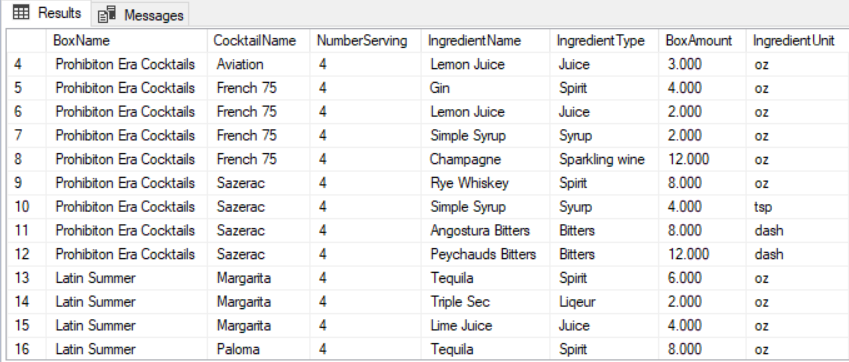 Results Messages
BoxName CocktailName NumberServing IngredientName IngredientType BoxAmount IngredientUnit
4 Prohibiton Era Cocktails Aviation 4 Lemon Juice Juice 3.000 oz
5 Prohibiton Era Cocktails French 75 4 Gin Spirit 4.000 oz
6 Prohibiton Era Cocktails French 75 4 Lemon Juice Juice 2.000 oz
7 Prohibiton Era Cocktails French 75 4 Simple Syrup Syrup 2.000 oz
8 Prohibiton Era Cocktails French 75 4 Champagne Sparkling wine 12.000 oz
9 Prohibiton Era Cocktails Sazerac 4 Rye Whiskey Spirit 8.000 oz
10 Prohibiton Era Cocktails Sazerac 4 Simple Syrup Syurp 4.000 tsp
11 Prohibiton Era Cocktails Sazerac 4 Angostura Bitters Bitters 8.000 dash
12 Prohibiton Era Cocktails Sazerac 4 Peychauds Bitters Bitters 12.000 dash
13 Latin Summer Margarita 4 Tequila Spirit 6.000 oz
14 Latin Summer Margarita 4 Triple Sec Liqeur 2.000 oz
15 Latin Summer Margarita 4 Lime Juice Juice 4.000 oz
16 Latin Summer Paloma 4 Tequila Spirit 8.000 oz